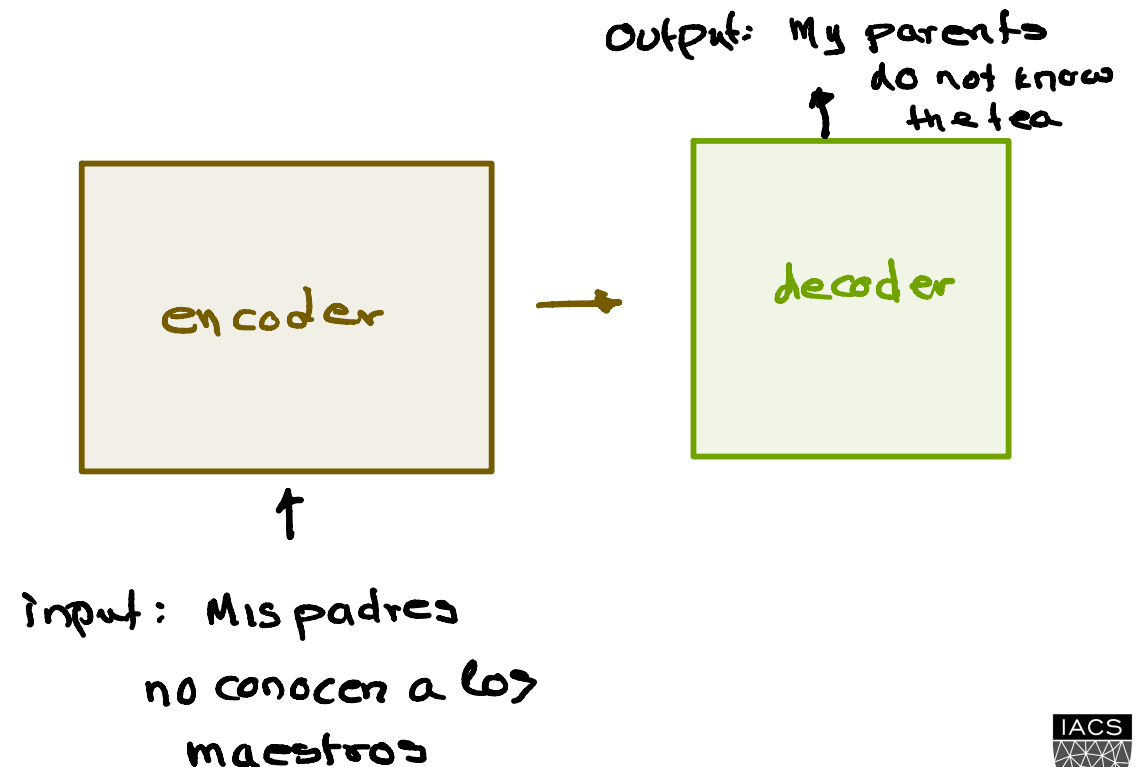 Output: My parents
do not know
the tea
encoder
decoder
input: Mis padres
no conocen a los
maestros
IACS